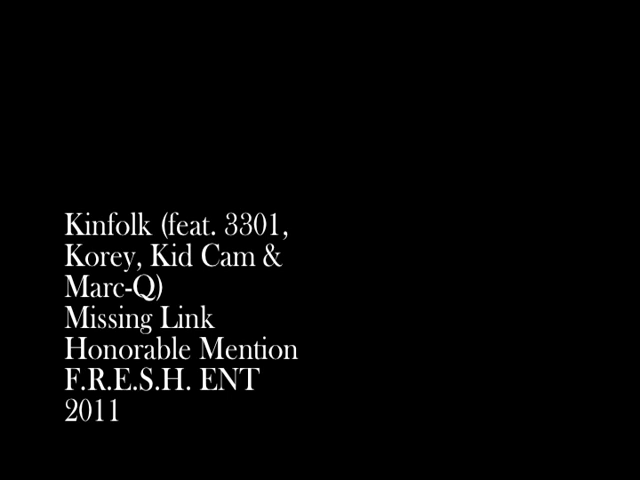 Kinfolk (feat. 3301,
Korey, Kid Cam &
Marc-Q)
Missing Link
Honorable Mention
F.R.E.S.H. ENT
2011